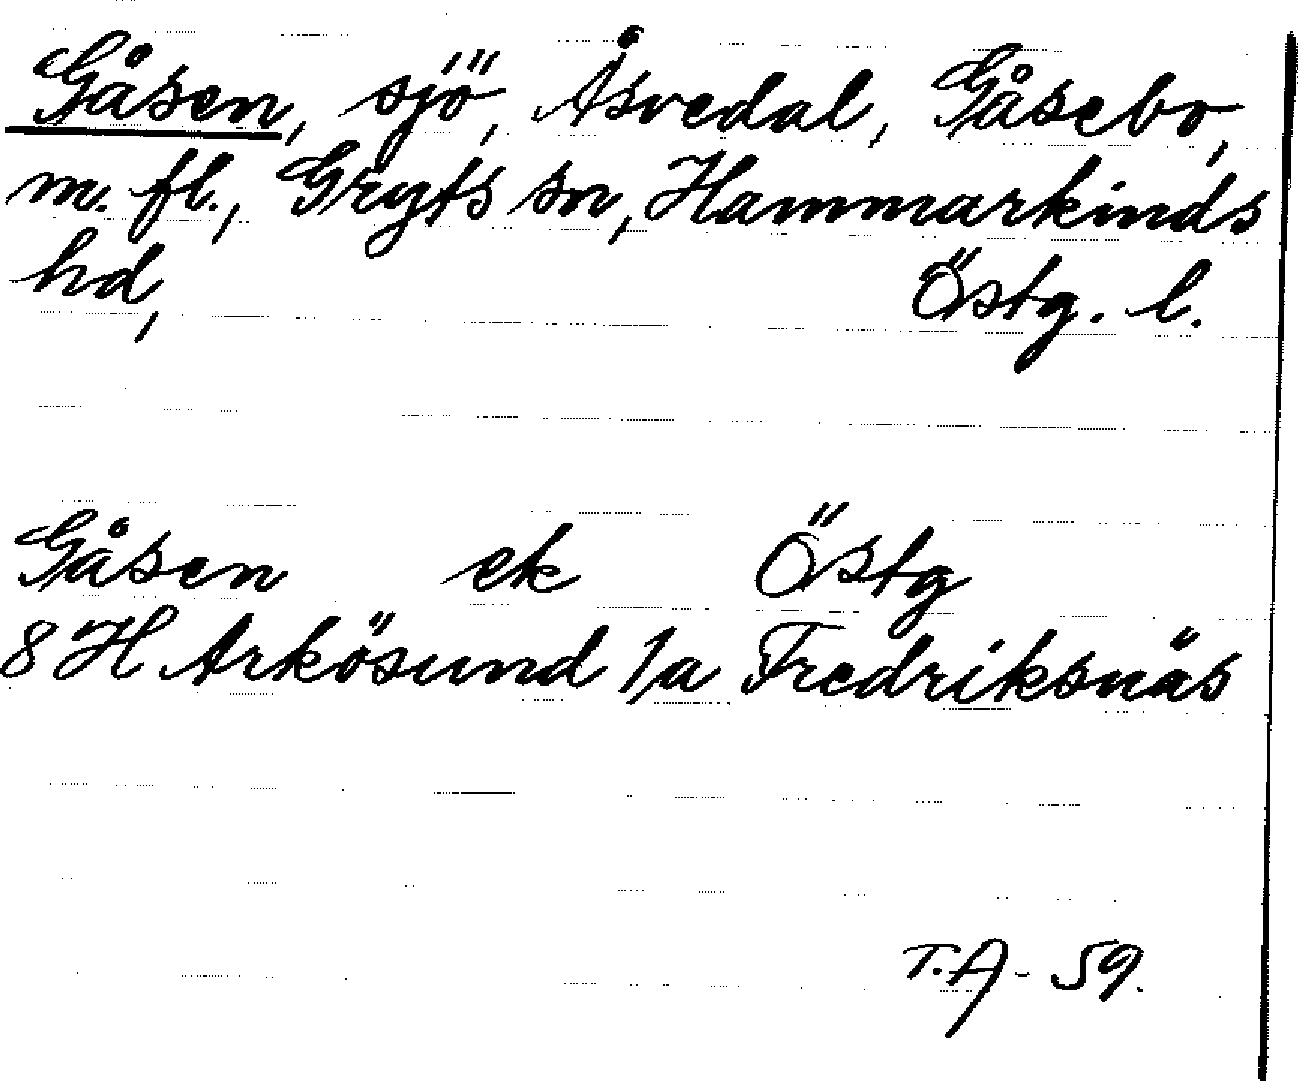 Gåsen, sjö, Åsvedal, Gåsebo,
m. fl., Gryts sn, Hammarkinds
hd, Östg. l.
Gåsen ek Östg
8 H Arkösund 1/a Fredriksnäs
T.A - 59.